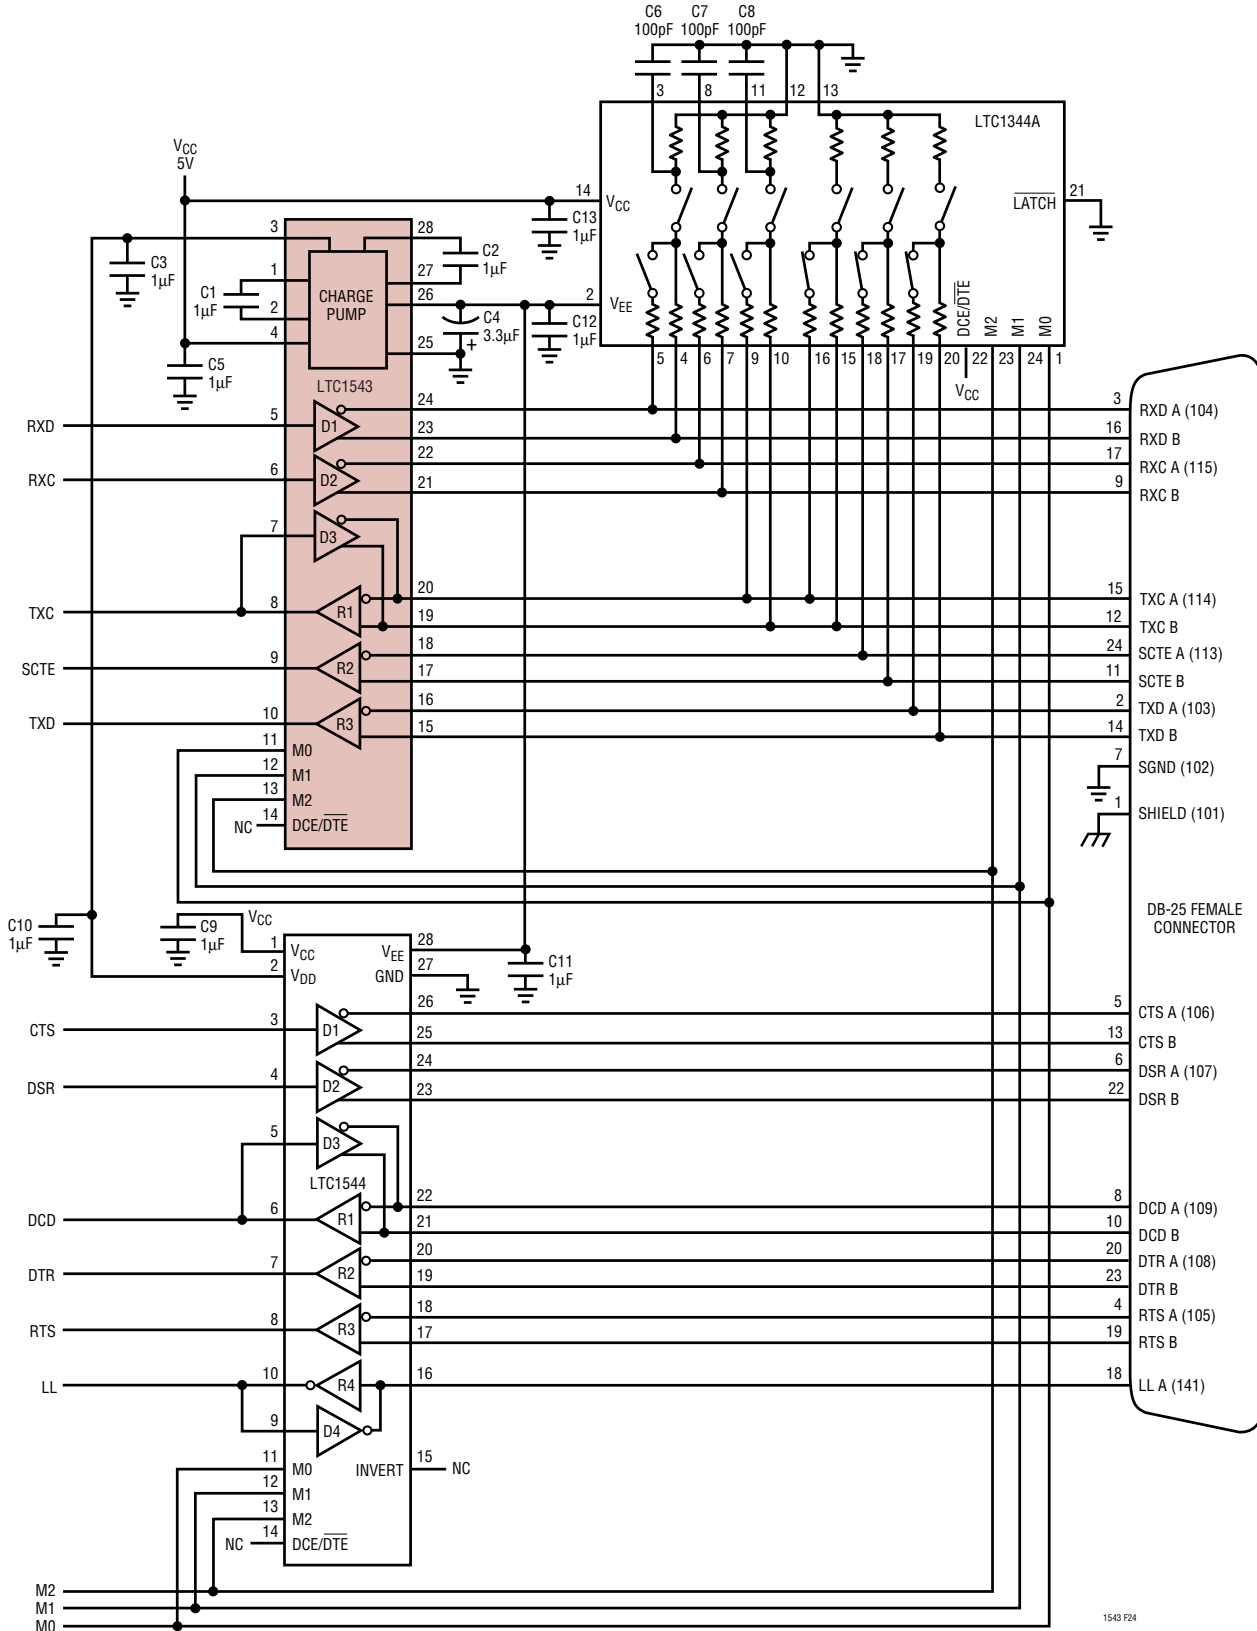 C6 C7 C8
100pF 100pF 100pF
3 8 11 12 13
LTC1344A
VCC
5V
14 VCC
LATCH 21
C13
1µF
3 28
C3
1µF
C2
1µF
1 27
C1
1µF
CHARGE
PUMP
26 2 VEE
2
C4
3.3µF
+
C12
1µF
4 25
C5
1µF
LTC1543
DCE/DTE M2 M1 M0
5 4 6 7 9 10 16 15 18 17 19 20 22 23 24 1
VCC
RXD 5 D1 24 3 RXD A (104)
23 16 RXD B
RXC 6 D2 22 17 RXC A (115)
21 9 RXC B
7 D3
TXC 8 R1 20 15 TXC A (114)
19 12 TXC B
SCTE 9 R2 18 24 SCTE A (113)
17 11 SCTE B
TXD 10 R3 16 2 TXD A (103)
15 14 TXD B
11 M0
7 SGND (102)
12 M1
13 M2
1 SHIELD (101)
NC 14 DCE/DTE
DB-25 FEMALE
CONNECTOR
C10
1µF
C9
1µF
VCC
1 VCC VEE 28
2 VDD GND 27
C11
1µF
CTS 3 D1 26 5 CTS A (106)
25 13 CTS B
DSR 4 D2 24 6 DSR A (107)
23 22 DSR B
5 D3
LTC1544
DCD 6 R1 22 8 DCD A (109)
21 10 DCD B
DTR 7 R2 20 20 DTR A (108)
19 23 DTR B
RTS 8 R3 18 4 RTS A (105)
17 19 RTS B
LL 10 R4 16 18 LL A (141)
9 D4
11 M0 INVERT 15 NC
12 M1
13 M2
NC 14 DCE/DTE
M2
M1
M0
1543 F24